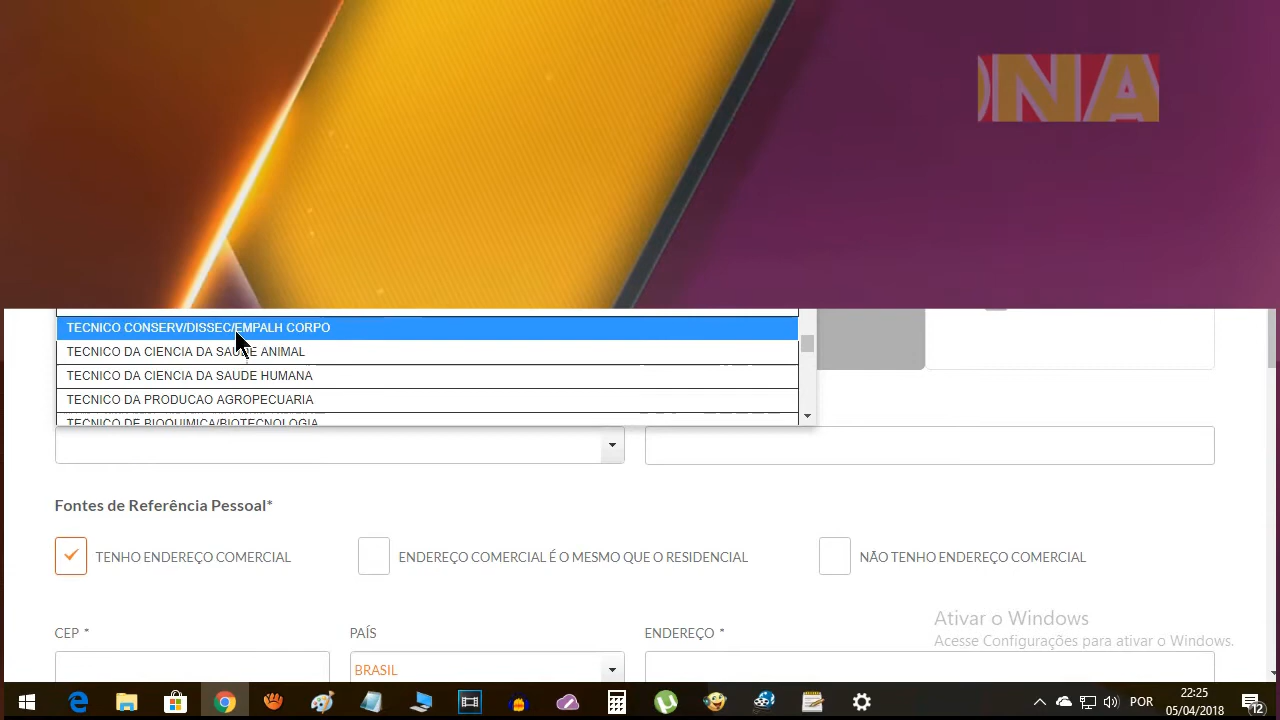 ONA
TECNICO CONSERV/DISSEC/EMPALH CORPO
TECNICO DA CIENCIA DA SAUDE ANIMAL
TECNICO DA CIENCIA DA SAUDE HUMANA
TECNICO DA PRODUCAO AGROPECUARIA
TECNICO DE BIOQUIMICA/BIOTECNOLOGIA
Fontes de Referência Pessoal*
TENHO ENDEREÇO COMERCIAL
ENDEREÇO COMERCIAL É O MESMO QUE O RESIDENCIAL
NÃO TENHO ENDEREÇO COMERCIAL
CEP *
PAÍS
ENDEREÇO *
BRASIL
Ativar o Windows
Acesse Configurações para ativar o Windows.
POR
22:25
05/04/2018
12